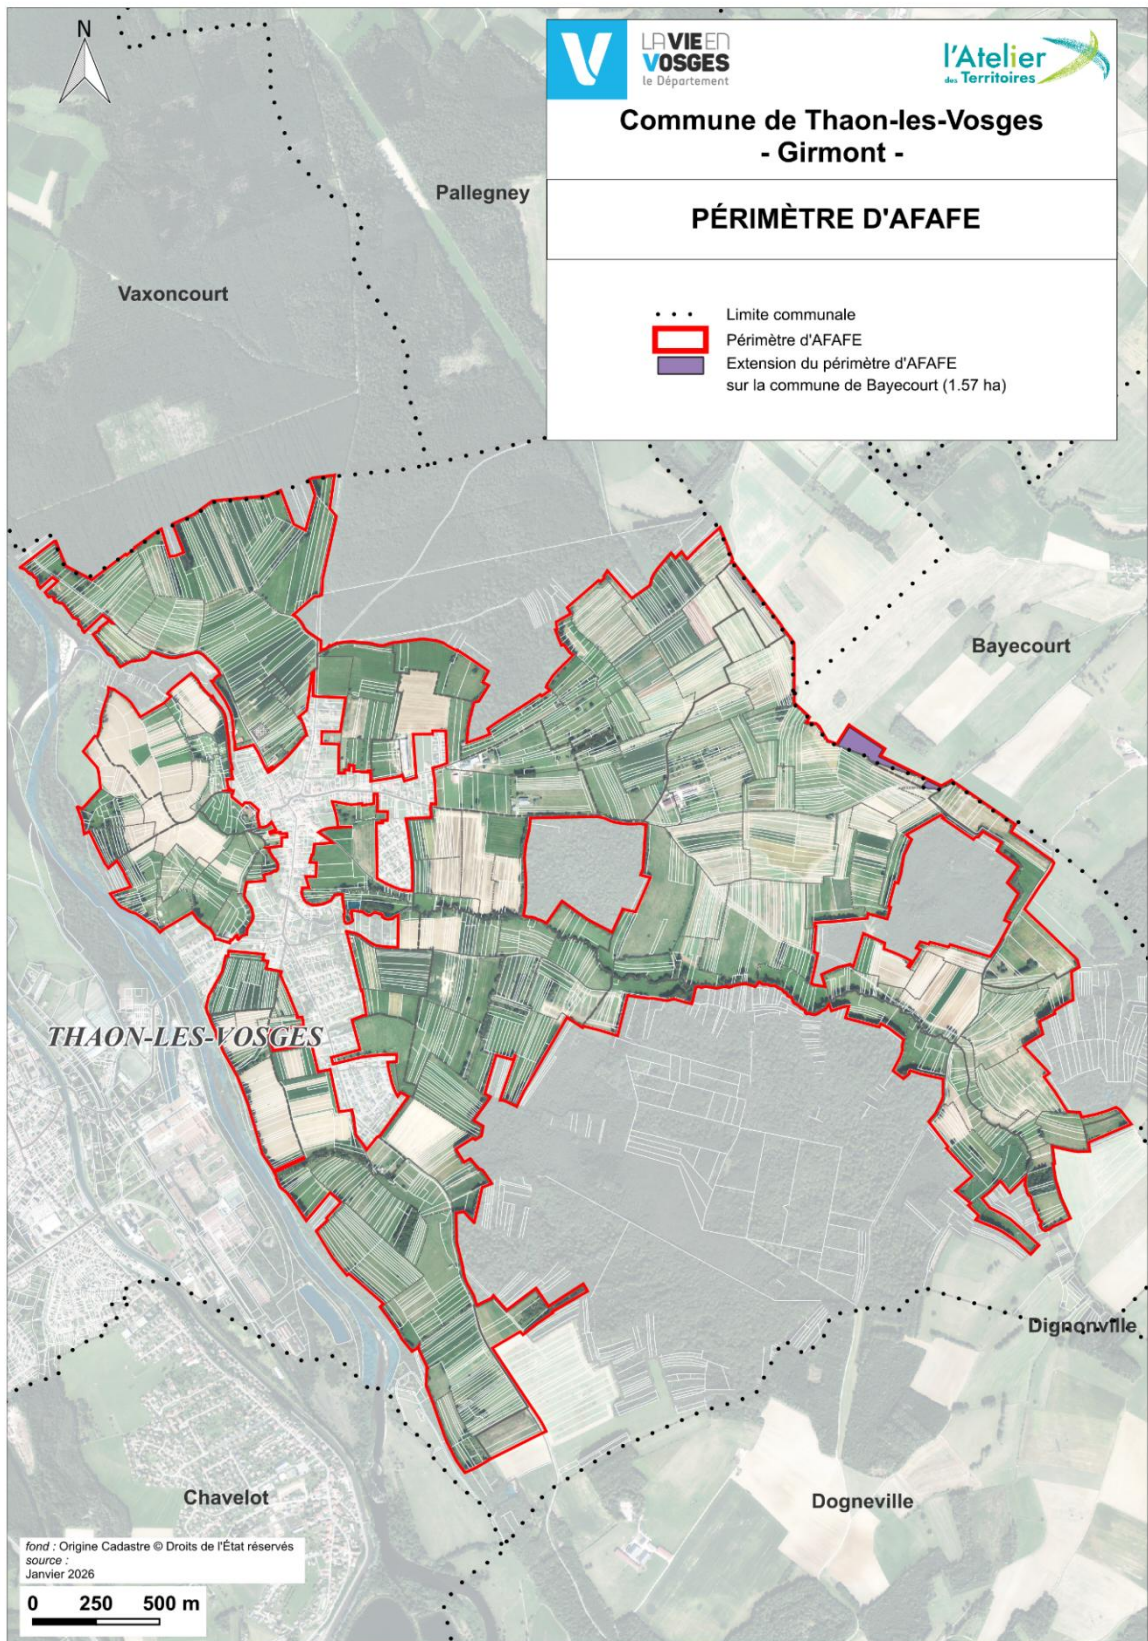 N
LA VIE EN
VOSGES
le Département
l'Atelier
des Territoires
Commune de Thaon-les-Vosges
- Girmont -
PÉRIMÈTRE D'AFAFE
Limite communale
Périmètre d'AFAFE
Extension du périmètre d'AFAFE
sur la commune de Bayecourt (1.57 ha)
Pallegney
Vaxoncourt
Bayecourt
THAON-LES-VOSGES
Dignonville
Chavelot
Dogneville
fond : Origine Cadastre © Droits de l'État réservés
source :
Janvier 2026
0 250 500 m